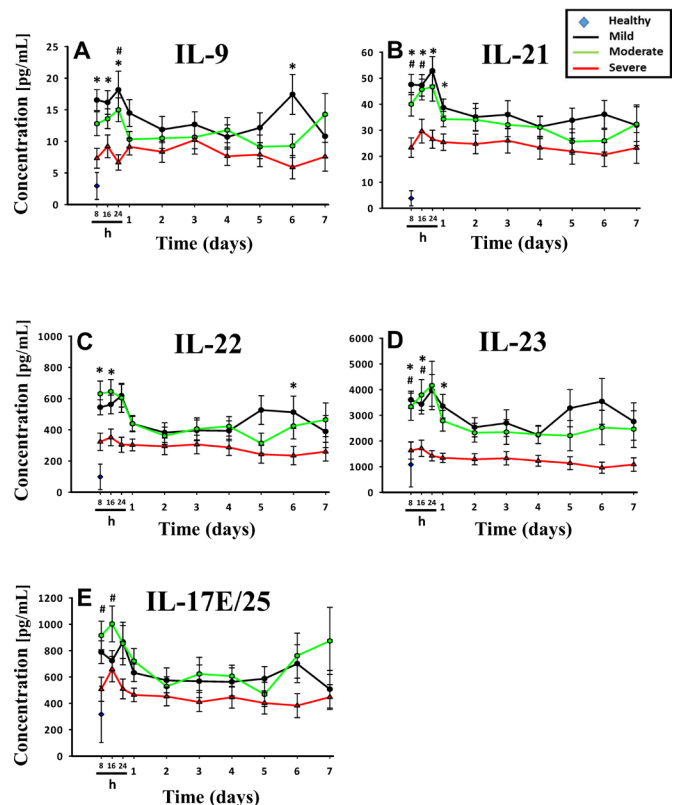 Healthy
Mild
Moderate
Severe
A
IL-9
# * * * *
Concentration [pg/mL]
25
20
15
10
5
0
8 16 24 1 2 3 4 5 6 7
h
Time (days)
B
IL-21
* * * *
# #
60
50
40
30
20
10
0
8 16 24 1 2 3 4 5 6 7
h
Time (days)
C
IL-22
* * *
Concentration [pg/mL]
1000
800
600
400
200
0
8 16 24 1 2 3 4 5 6 7
h
Time (days)
D
IL-23
* * *
# #
6000
5000
4000
3000
2000
1000
0
8 16 24 1 2 3 4 5 6 7
h
Time (days)
E
IL-17E/25
# #
Concentration [pg/mL]
1200
1000
800
600
400
200
0
8 16 24 1 2 3 4 5 6 7
h
Time (days)